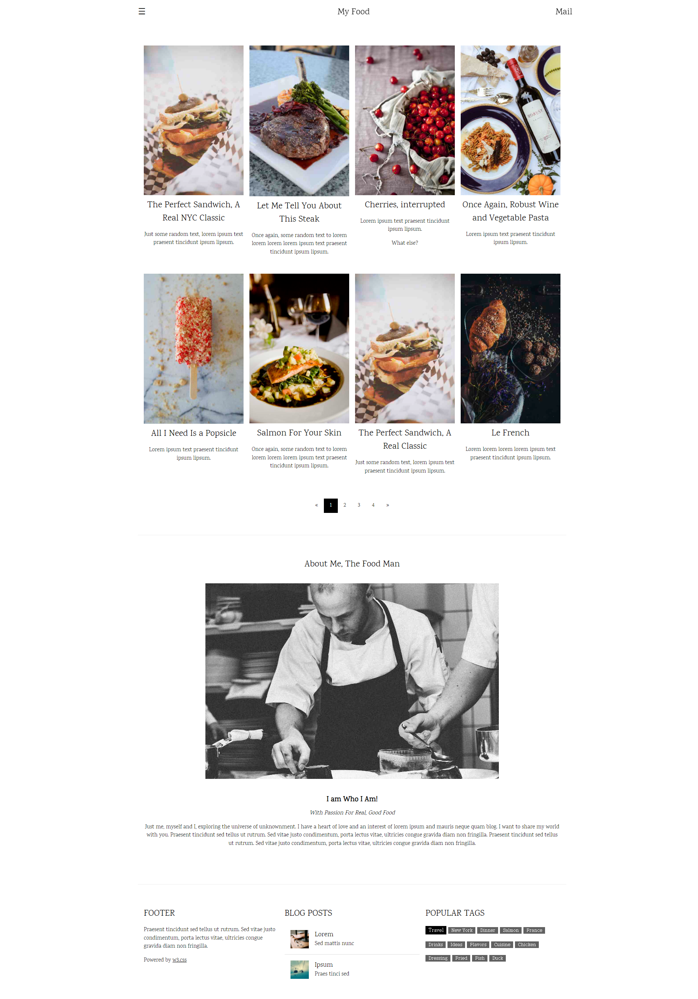 ☰ My Food Mail
The Perfect Sandwich, A
Real NYC Classic
Just some random text, lorem ipsum text
praesent tincidunt ipsum lipsum.
Let Me Tell You About
This Steak
Once again, some random text to lorem
lorem lorem lorem ipsum text praesent
tincidunt ipsum lipsum.
Cherries, interrupted
Lorem ipsum text praesent tincidunt
ipsum lipsum.
What else?
ROBUST
Once Again, Robust Wine
and Vegetable Pasta
Lorem ipsum text praesent tincidunt
ipsum lipsum.
All I Need Is a Popsicle
Lorem ipsum text praesent tincidunt
ipsum lipsum.
Salmon For Your Skin
Once again, some random text to lorem
lorem lorem lorem ipsum text praesent
tincidunt ipsum lipsum.
The Perfect Sandwich, A
Real Classic
Just some random text, lorem ipsum text
praesent tincidunt ipsum lipsum.
Le French
Lorem lorem lorem lorem ipsum text
praesent tincidunt ipsum lipsum.
« 1 2 3 4 »
About Me, The Food Man
I am Who I Am!
With Passion For Real, Good Food
Just me, myself and I, exploring the universe of unknownment. I have a heart of love and an interest of lorem ipsum and mauris neque quam blog. I want to share my world
with you. Praesent tincidunt sed tellus ut rutrum. Sed vitae justo condimentum, porta lectus vitae, ultricies congue gravida diam non fringilla. Praesent tincidunt sed tellus
ut rutrum. Sed vitae justo condimentum, porta lectus vitae, ultricies congue gravida diam non fringilla.
FOOTER
Praesent tincidunt sed tellus ut rutrum. Sed vitae justo
condimentum, porta lectus vitae, ultricies congue
gravida diam non fringilla.
Powered by w3.css
BLOG POSTS
Lorem
Sed mattis nunc
Ipsum
Praes tinci sed
POPULAR TAGS
Travel New York Dinner Salmon France
Drinks Ideas Flavors Cuisine Chicken
Dressing Fried Fish Duck